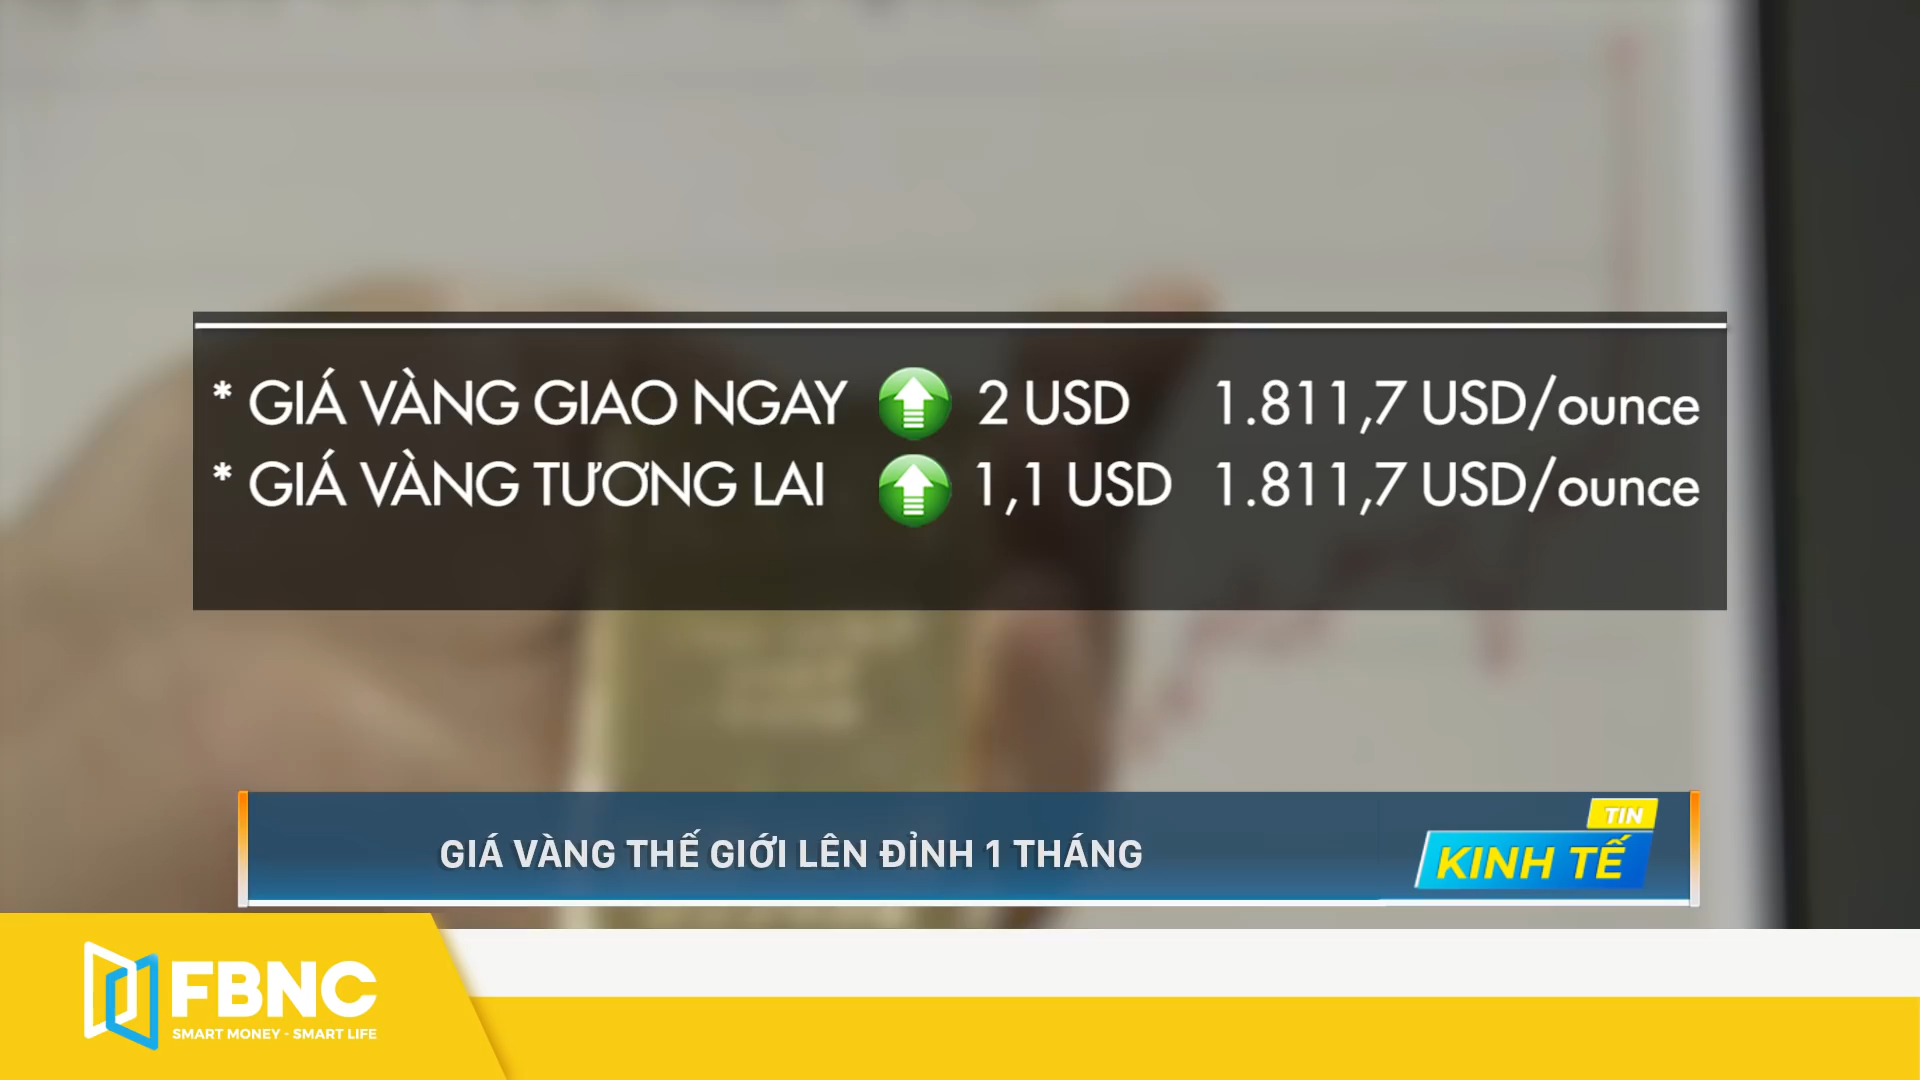 * GIÁ VÀNG GIAO NGAY 2 USD 1.811,7 USD/ounce
* GIÁ VÀNG TƯƠNG LAI 1,1 USD 1.811,7 USD/ounce
GIÁ VÀNG THẾ GIỚI LÊN ĐỈNH 1 THÁNG
TIN
KINH TẾ
FBNC
SMART MONEY - SMART LIFE